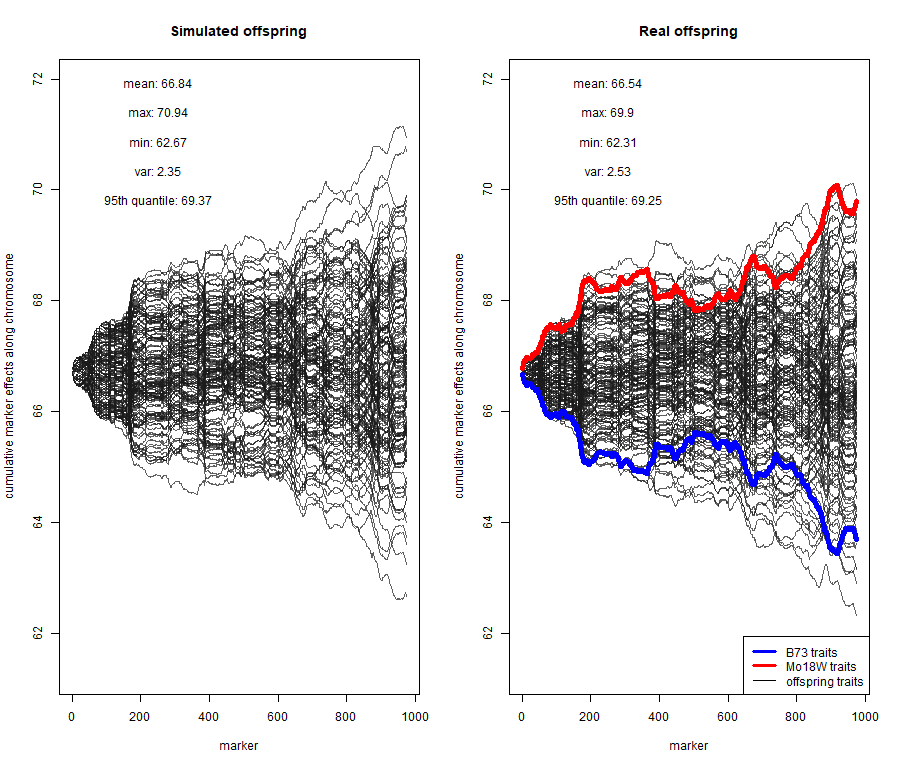 Simulated offspring
mean: 66.84
max: 70.94
min: 62.67
var: 2.35
95th quantile: 69.37
cumulative marker effects along chromosome
72
70
68
66
64
62
0 200 400 600 800 1000
marker
Real offspring
mean: 66.54
max: 69.9
min: 62.31
var: 2.53
95th quantile: 69.25
cumulative marker effects along chromosome
72
70
68
66
64
62
B73 traits
Mo18W traits
offspring traits
0 200 400 600 800 1000
marker